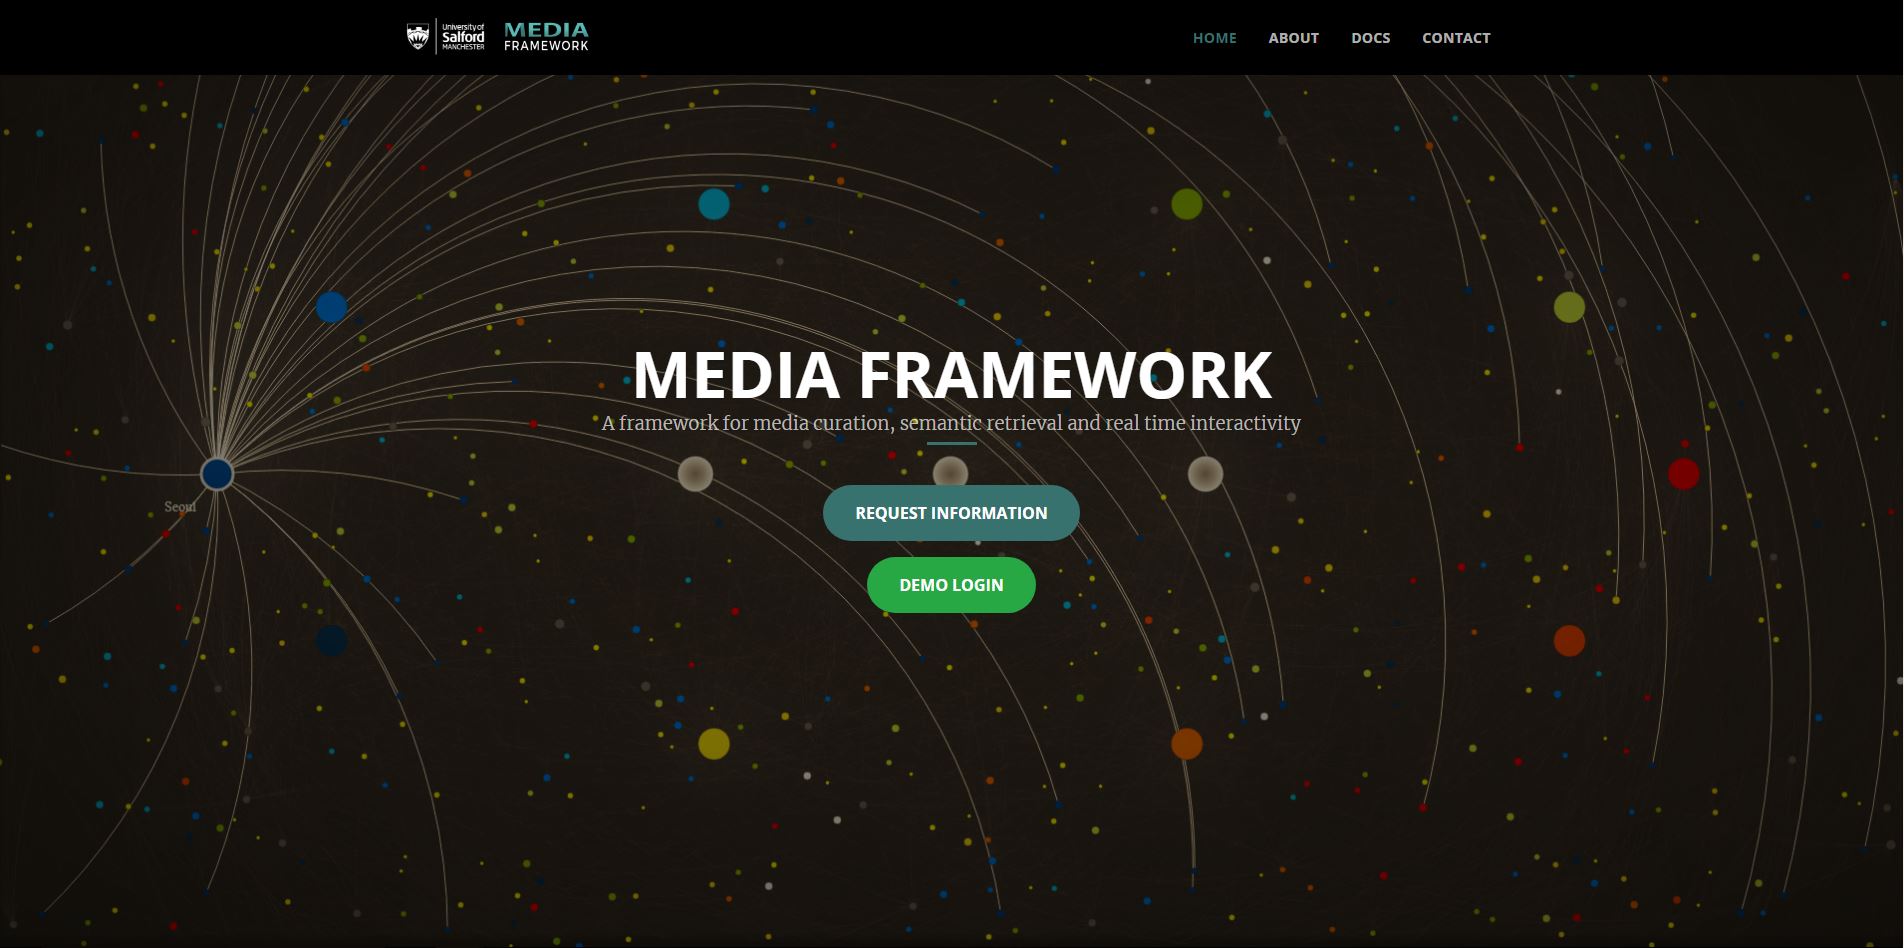 University of
Salford
MANCHESTER
MEDIA
FRAMEWORK
HOME
ABOUT
DOCS
CONTACT
MEDIA FRAMEWORK
A framework for media curation, semantic retrieval and real time interactivity
REQUEST INFORMATION
Seoul
DEMO LOGIN